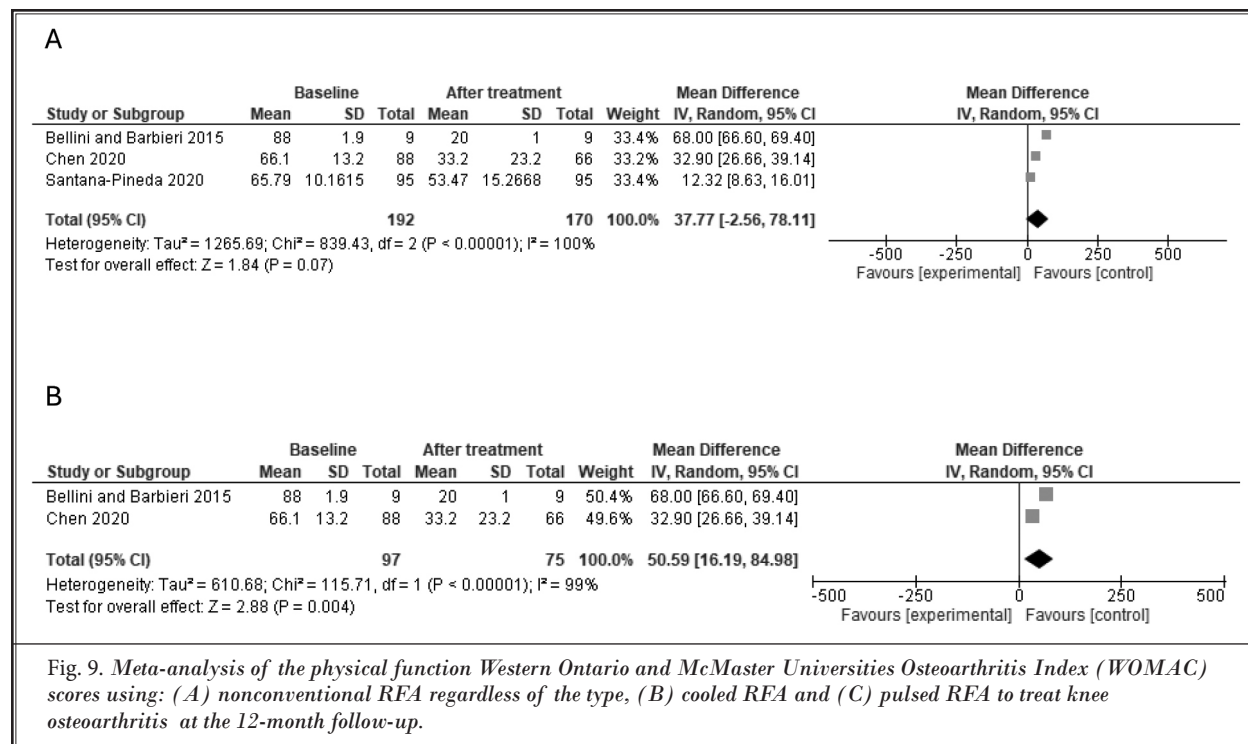 A
Baseline After treatment Mean Difference Mean Difference
Study or Subgroup Mean SD Total Mean SD Total Weight IV, Random, 95% CI IV, Random, 95% CI
Bellini and Barbieri 2015 88 1.9 9 20 1 9 33.4% 68.00 [66.60, 69.40]
Chen 2020 66.1 13.2 88 33.2 23.2 66 33.2% 32.90 [26.66, 39.14]
Santana-Pineda 2020 65.79 10.1615 95 53.47 15.2668 95 33.4% 12.32 [8.63, 16.01]
Total (95% CI) 192 170 100.0% 37.77 [-2.56, 78.11]
Heterogeneity: Tau² = 1265.69; Chi² = 839.43, df = 2 (P < 0.00001); I² = 100%
Test for overall effect: Z = 1.84 (P = 0.07)
-500 -250 0 250 500
Favours [experimental] Favours [control]
B
Baseline After treatment Mean Difference Mean Difference
Study or Subgroup Mean SD Total Mean SD Total Weight IV, Random, 95% CI IV, Random, 95% CI
Bellini and Barbieri 2015 88 1.9 9 20 1 9 50.4% 68.00 [66.60, 69.40]
Chen 2020 66.1 13.2 88 33.2 23.2 66 49.6% 32.90 [26.66, 39.14]
Total (95% CI) 97 75 100.0% 50.59 [16.19, 84.98]
Heterogeneity: Tau² = 610.68; Chi² = 115.71, df = 1 (P < 0.00001); I² = 99%
Test for overall effect: Z = 2.88 (P = 0.004)
-500 -250 0 250 500
Favours [experimental] Favours [control]
Fig. 9. Meta-analysis of the physical function Western Ontario and McMaster Universities Osteoarthritis Index (WOMAC)
scores using: (A) nonconventional RFA regardless of the type, (B) cooled RFA and (C) pulsed RFA to treat knee
osteoarthritis at the 12-month follow-up.